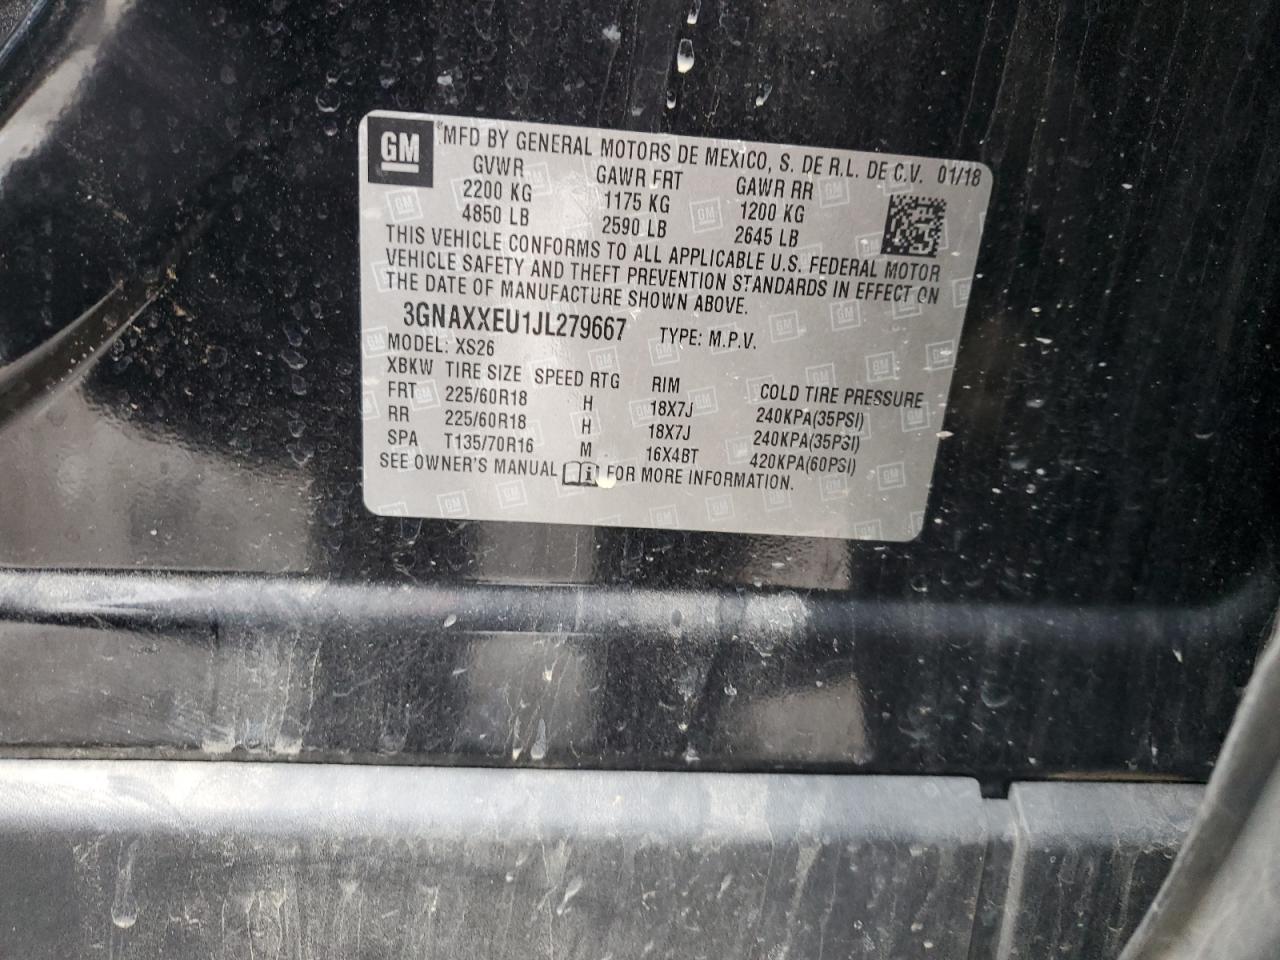 GM ® MFD BY GENERAL MOTORS DE MEXICO, S. DE R.L. DE C.V. 01/18
GVWR GAWR FRT GAWR RR
2200 KG 1175 KG 1200 KG
4850 LB 2590 LB 2645 LB
THIS VEHICLE CONFORMS TO ALL APPLICABLE U.S. FEDERAL MOTOR
VEHICLE SAFETY AND THEFT PREVENTION STANDARDS IN EFFECT ON
THE DATE OF MANUFACTURE SHOWN ABOVE.
3GNAXXEU1JL279667 TYPE: M.P.V.
MODEL: XS26
XBKW TIRE SIZE SPEED RTG RIM COLD TIRE PRESSURE
FRT 225/60R18 H 18X7J 240KPA(35PSI)
RR 225/60R18 H 18X7J 240KPA(35PSI)
SPA T135/70R16 M 16X4BT 420KPA(60PSI)
SEE OWNER'S MANUAL FOR MORE INFORMATION.